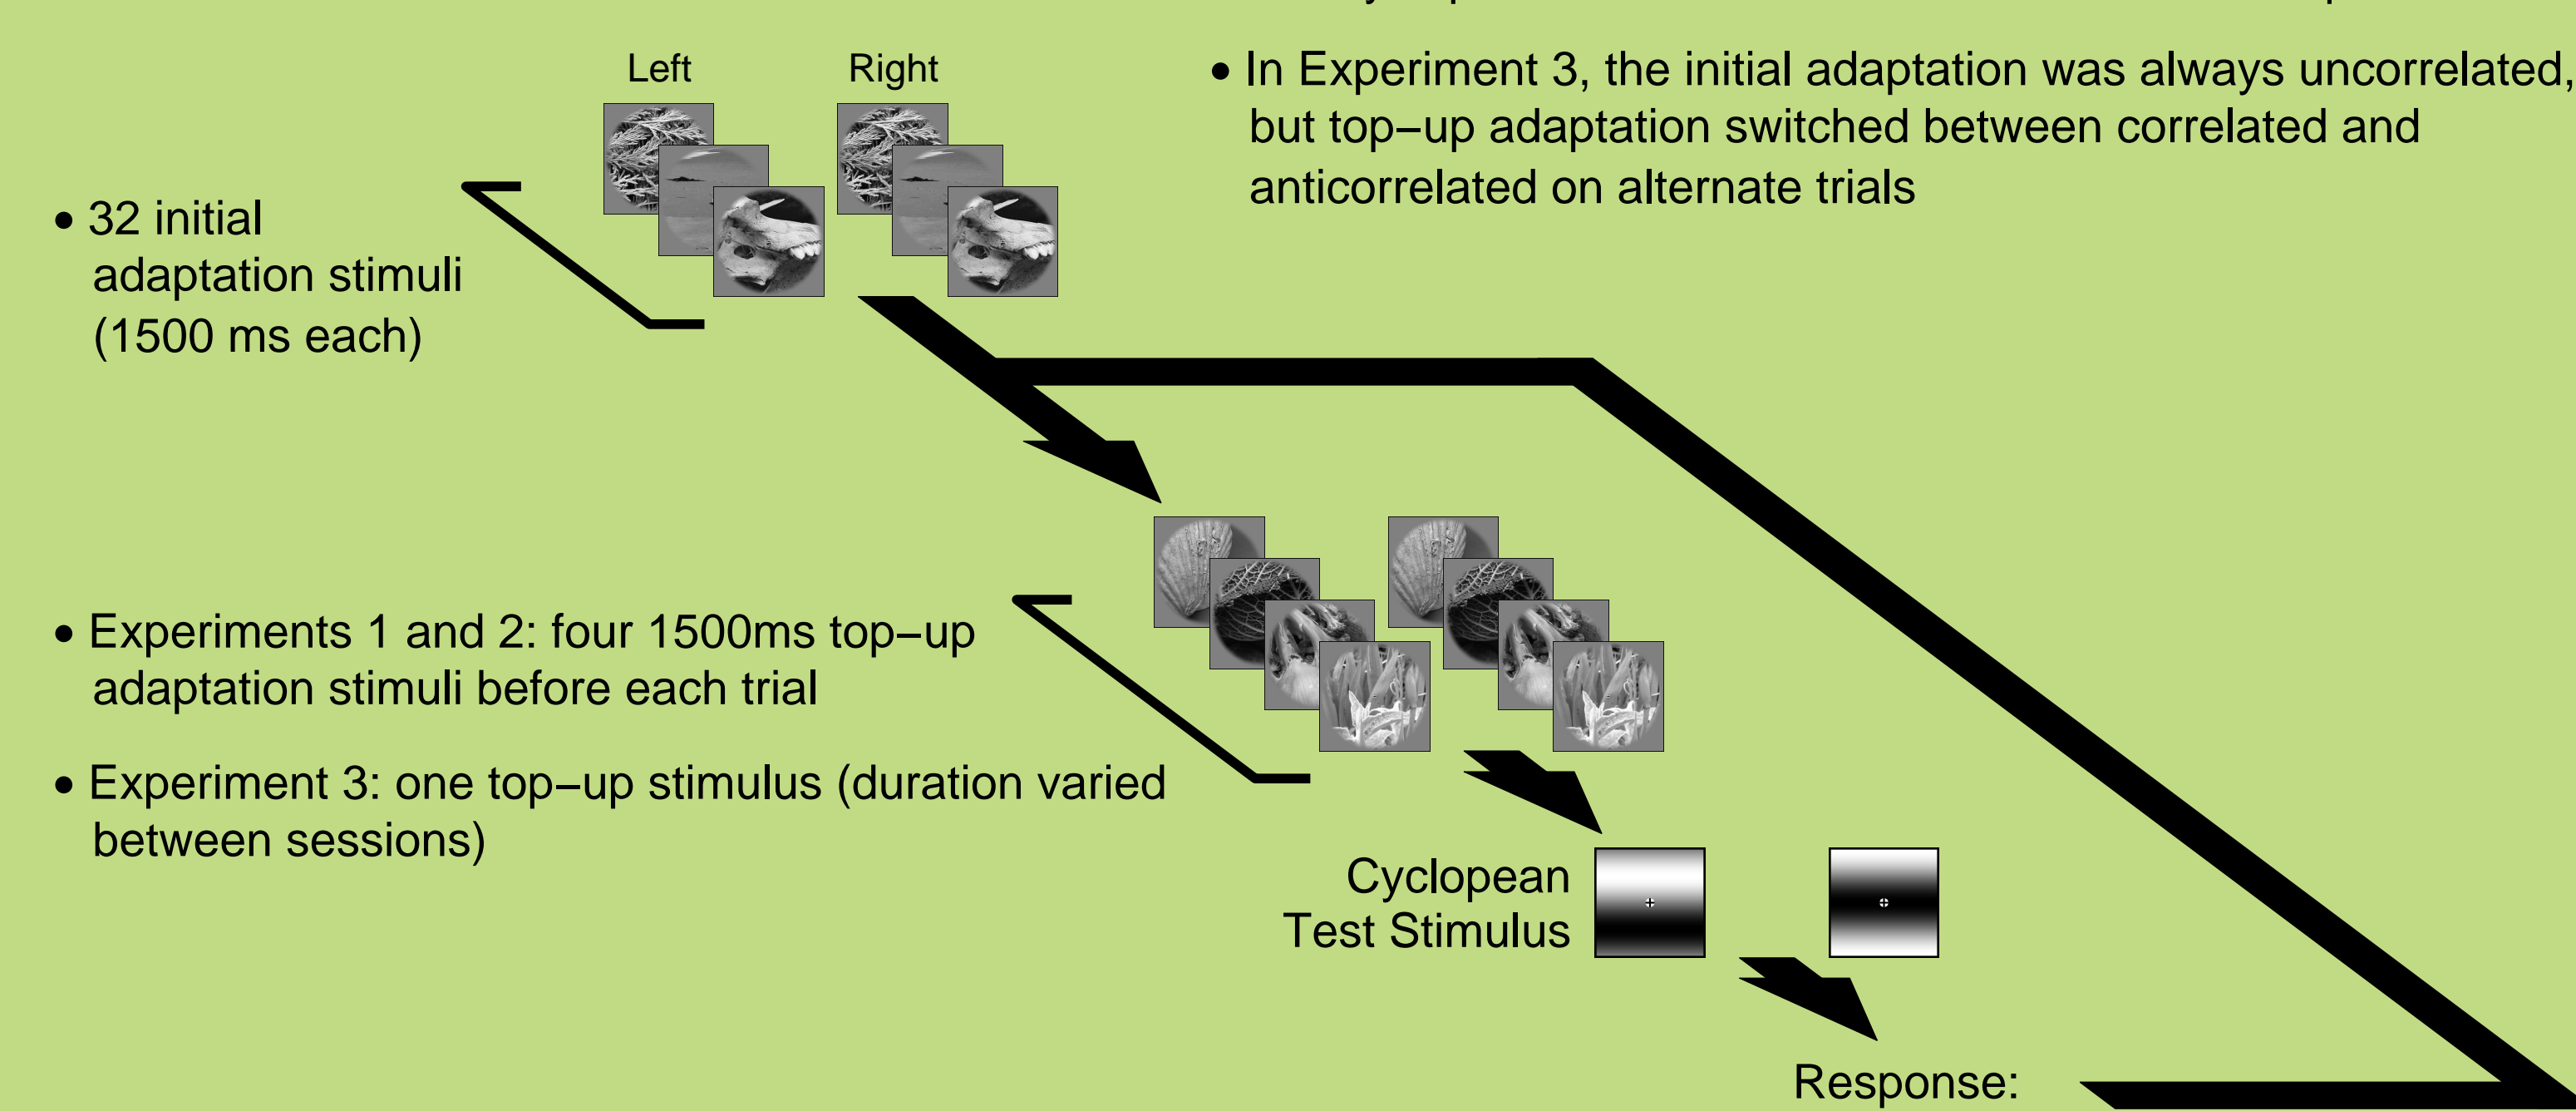 Left Right
• In Experiment 3, the initial adaptation was always uncorrelated,
but top−up adaptation switched between correlated and
anticorrelated on alternate trials
• 32 initial
adaptation stimuli
(1500 ms each)
• Experiments 1 and 2: four 1500ms top−up
adaptation stimuli before each trial
• Experiment 3: one top−up stimulus (duration varied
between sessions)
Cyclopean
Test Stimulus
Response: